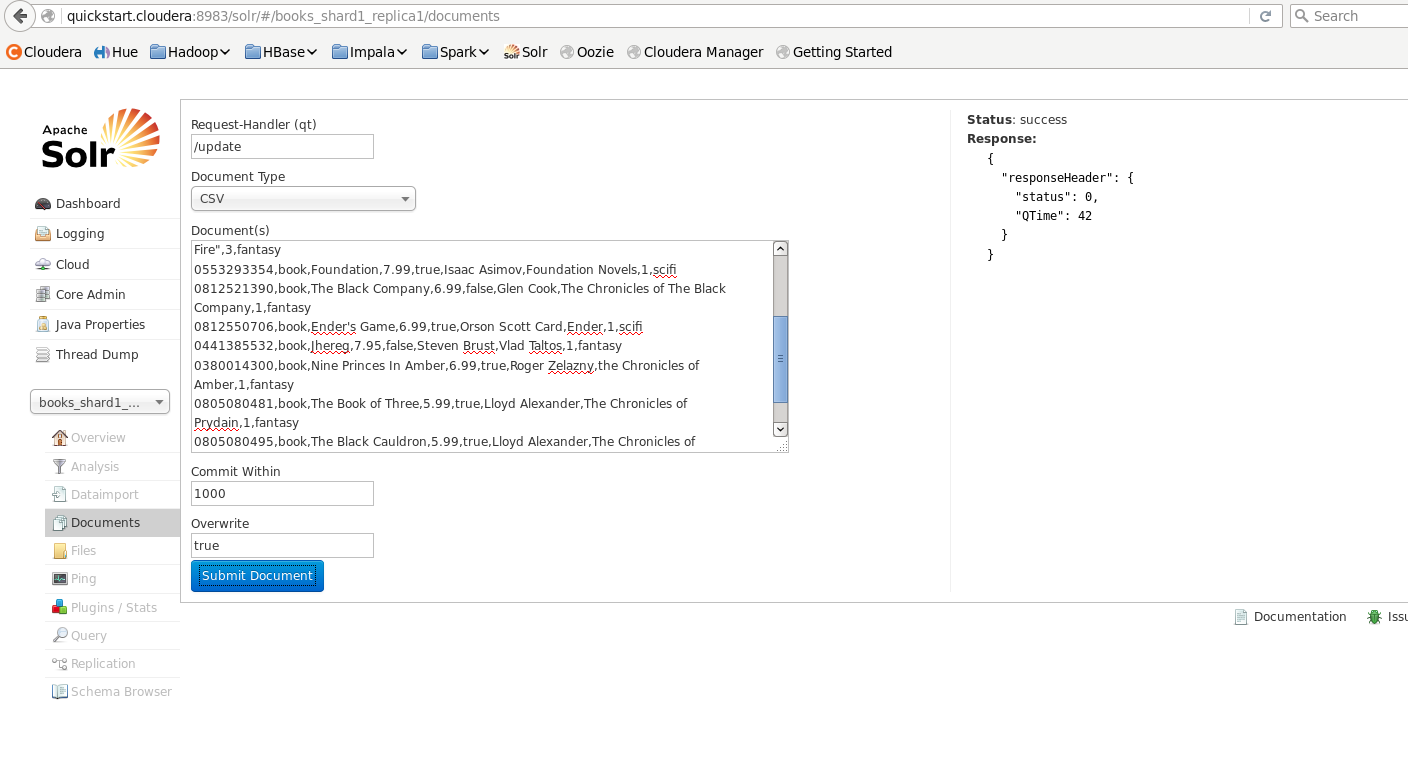 quickstart.cloudera:8983/solr/#/books_shard1_replica1/documents
Search
Cloudera Hue Hadoop HBase Impala Spark Solr Oozie Cloudera Manager Getting Started
Apache
Solr
Dashboard
Logging
Cloud
Core Admin
Java Properties
Thread Dump
books_shard1_...
Overview
Analysis
Dataimport
Documents
Files
Ping
Plugins / Stats
Query
Replication
Schema Browser
Request-Handler (qt)
/update
Document Type
CSV
Document(s)
Fire",3,fantasy
0553293354,book,Foundation,7.99,true,Isaac Asimov,Foundation Novels,1,scifi
0812521390,book,The Black Company,6.99,false,Glen Cook,The Chronicles of The Black
Company,1,fantasy
0812550706,book,Ender's Game,6.99,true,Orson Scott Card,Ender,1,scifi
0441385532,book,Jhereg,7.95,false,Steven Brust,Vlad Taltos,1,fantasy
0380014300,book,Nine Princes In Amber,6.99,true,Roger Zelazny,the Chronicles of
Amber,1,fantasy
0805080481,book,The Book of Three,5.99,true,Lloyd Alexander,The Chronicles of
Prydain,1,fantasy
0805080495,book,The Black Cauldron,5.99,true,Lloyd Alexander,The Chronicles of
Commit Within
1000
Overwrite
true
Submit Document
Status: success
Response:
{
"responseHeader": {
"status": 0,
"QTime": 42
}
}
Documentation
Issu